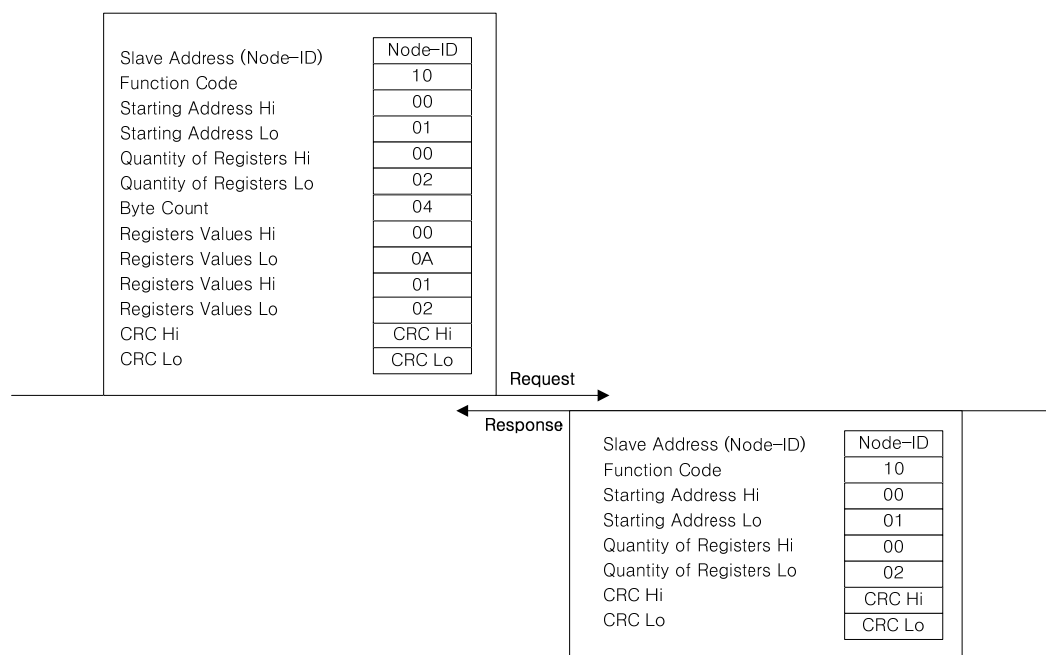 Slave Address (Node-ID) Node-ID
Function Code 10
Starting Address Hi 00
Starting Address Lo 01
Quantity of Registers Hi 00
Quantity of Registers Lo 02
Byte Count 04
Registers Values Hi 00
Registers Values Lo 0A
Registers Values Hi 01
Registers Values Lo 02
CRC Hi CRC Hi
CRC Lo CRC Lo
Request
Response
Slave Address (Node-ID) Node-ID
Function Code 10
Starting Address Hi 00
Starting Address Lo 01
Quantity of Registers Hi 00
Quantity of Registers Lo 02
CRC Hi CRC Hi
CRC Lo CRC Lo